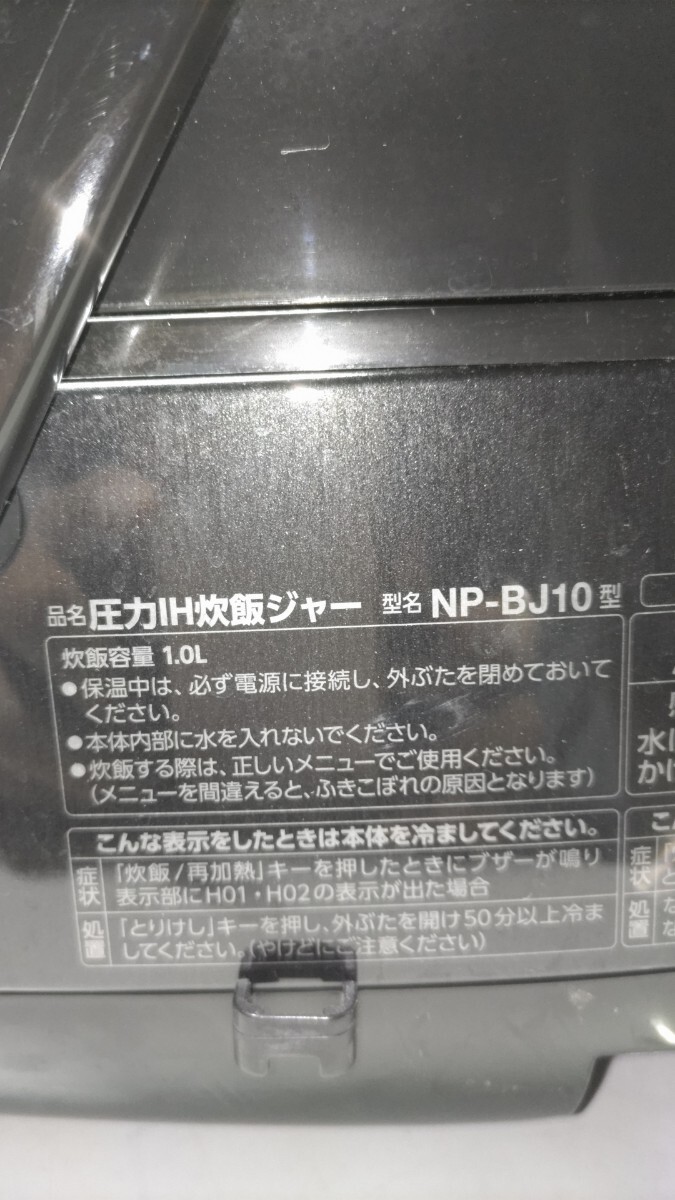 品名 圧力IH炊飯ジャー 型名 NP-BJ10 型
炊飯容量 1.0L
●保温中は、必ず電源に接続し、外ぶたを閉めておいて
ください。
●本体内部に水を入れないでください。
●炊飯する際は、正しいメニューでご使用ください。
(メニューを間違えると、ふきこぼれの原因となります)
こんな表示をしたときは本体を冷ましてください。
症状 「炊飯/再加熱」キーを押したときにブザーが鳴り
表示部にH01・H02の表示が出た場合
処置 「とりけし」キーを押し、外ぶたを開け50分以上冷ま
してください。(やけどにご注意ください)
水
かけ
こ
症状
と
処置
な
な